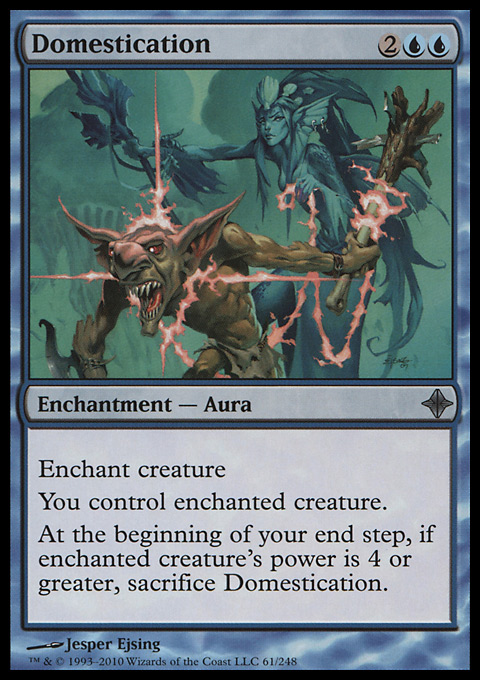 Domestication 2
Enchantment — Aura
Enchant creature
You control enchanted creature.
At the beginning of your end step, if
enchanted creature's power is 4 or
greater, sacrifice Domestication.
Jesper Ejsing
™ & © 1993–2010 Wizards of the Coast LLC 61/248